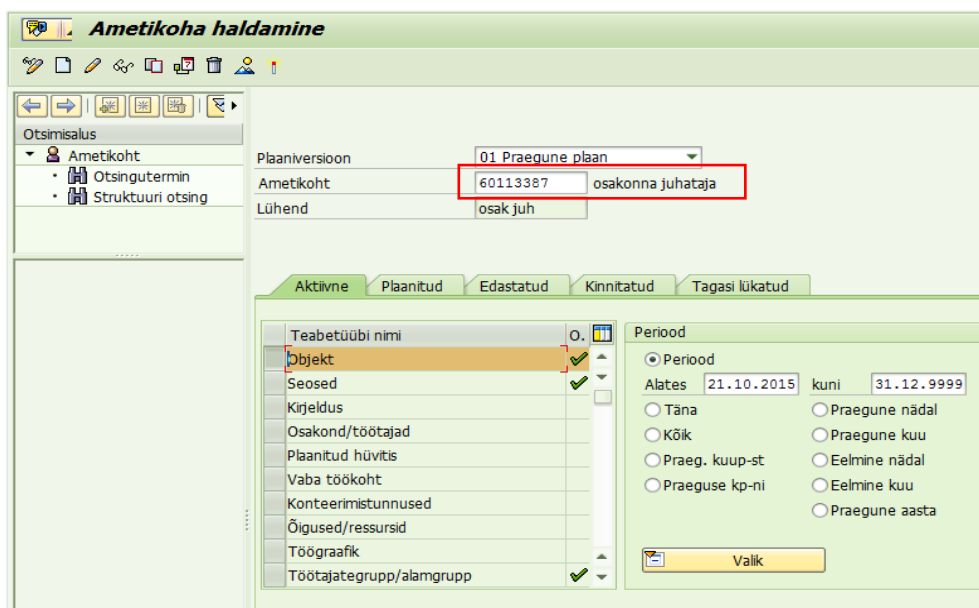 Ametikoha haldamine
Otsimisalus
Ametikoht
Otsingutermin
Struktuuri otsing
Plaaniversioon 01 Praegune plaan
Ametikoht 60113387 osakonna juhataja
Lühend osak juh
Aktiivne Plaanitud Edastatud Kinnitatud Tagasi lükatud
Teabetüübi nimi O.
Objekt
Seosed
Kirjeldus
Osakond/töötajad
Plaanitud hüvitis
Vaba töökoht
Konteerimistunnused
Õigused/ressursid
Töögraafik
Töötajategrupp/alamgrupp
Periood
Periood
Alates 21.10.2015 kuni 31.12.9999
Täna Praegune nädal
Kõik Praegune kuu
Praeg. kuup-st Eelmine nädal
Praeguse kp-ni Eelmine kuu
Praegune aasta
Valik